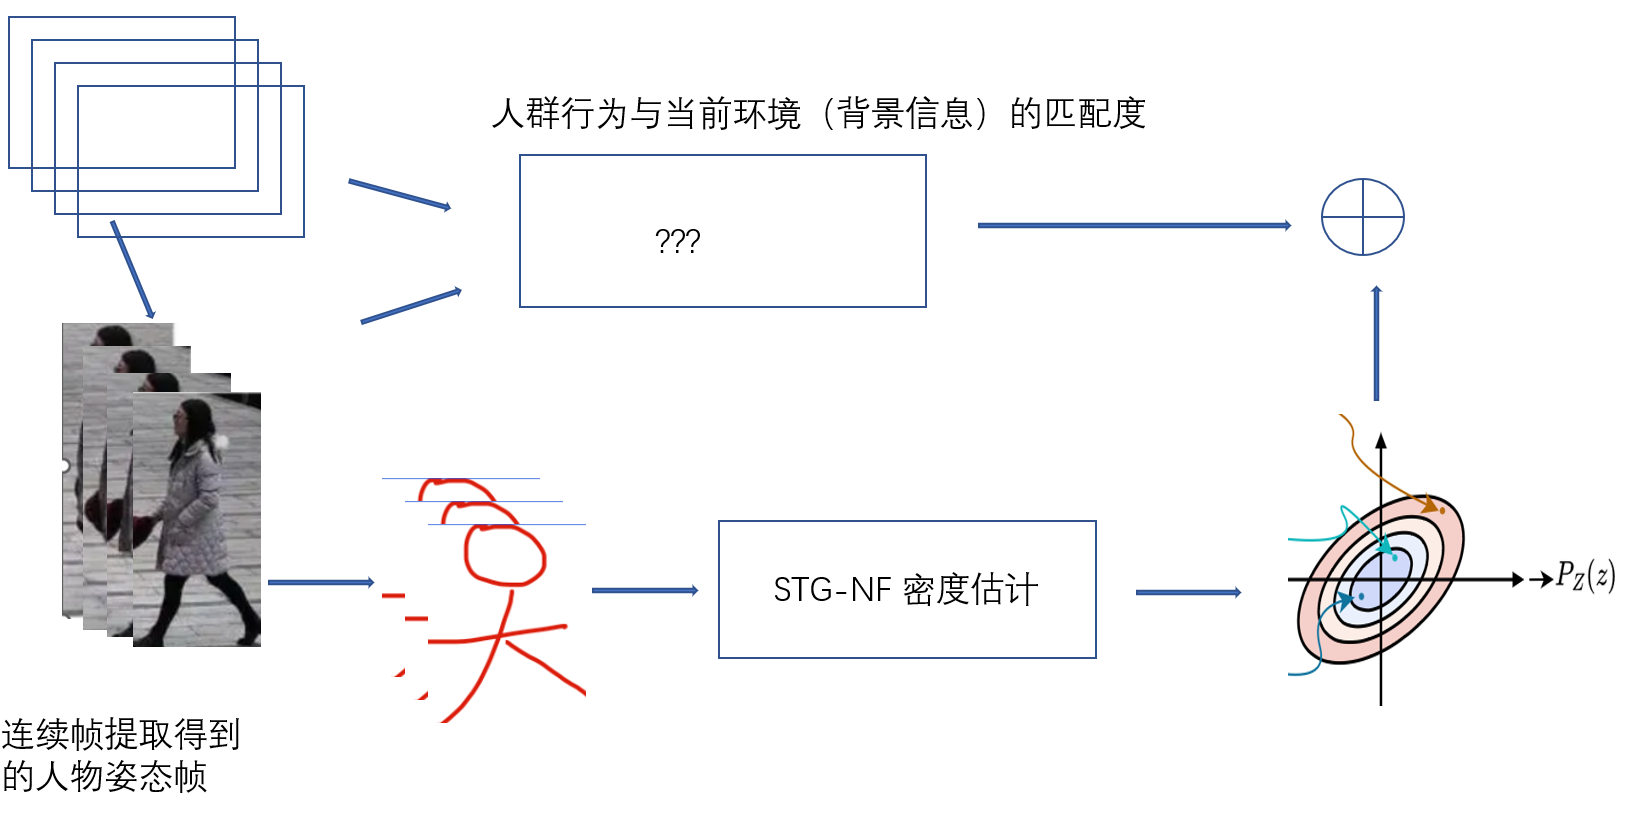 人群行为与当前环境（背景信息）的匹配度
???
STG-NF 密度估计
P_Z(z)
连续帧提取得到
的人物姿态帧